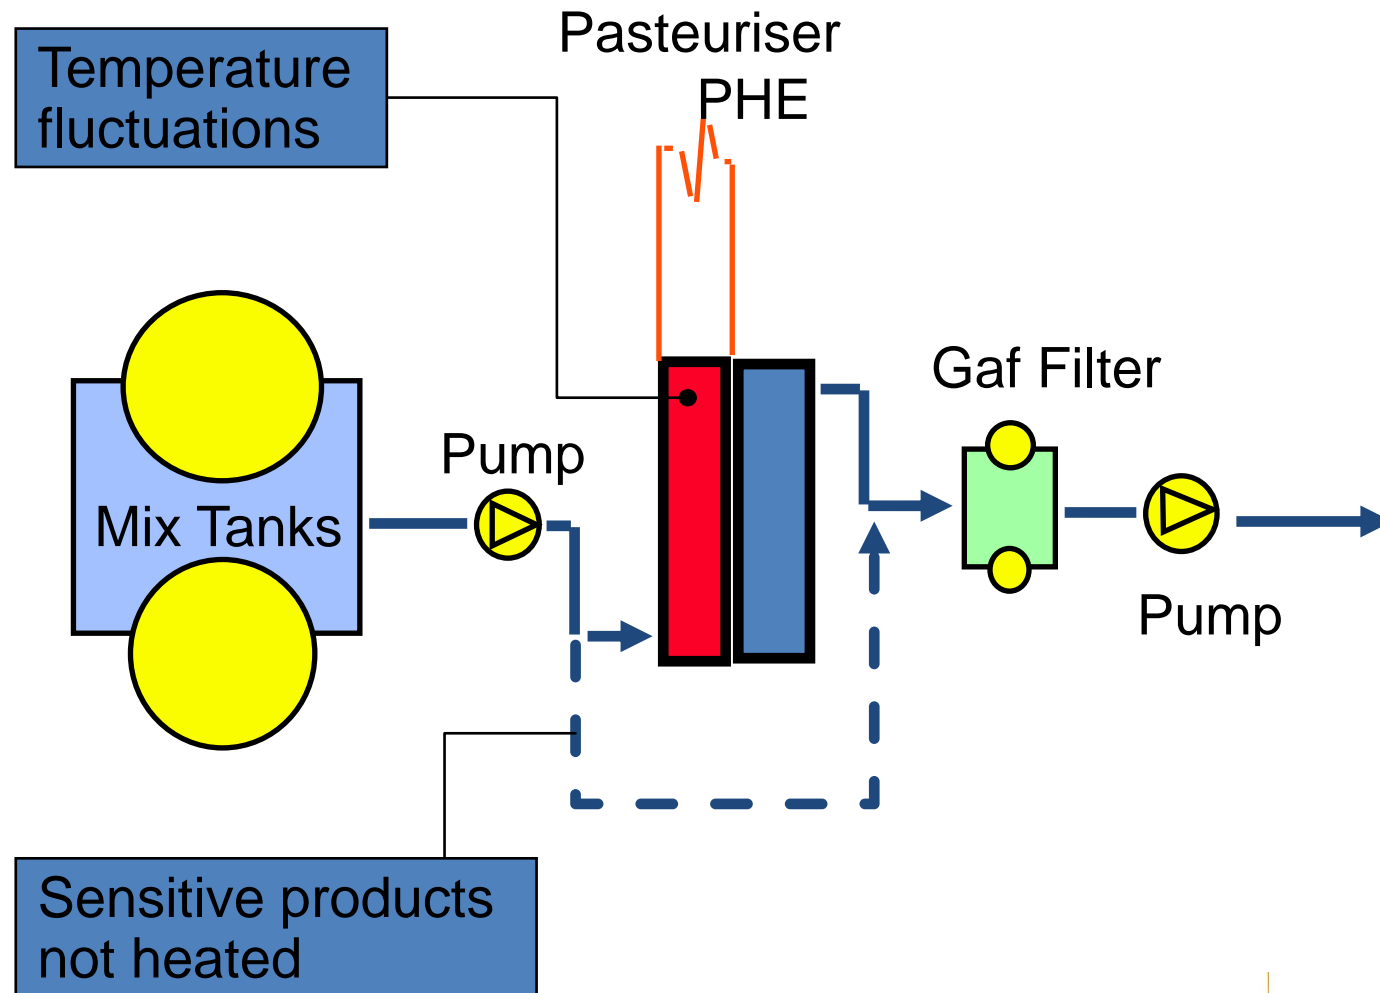 Pasteuriser
PHE
Temperature
fluctuations
Gaf Filter
Pump
Mix Tanks
Pump
Sensitive products
not heated